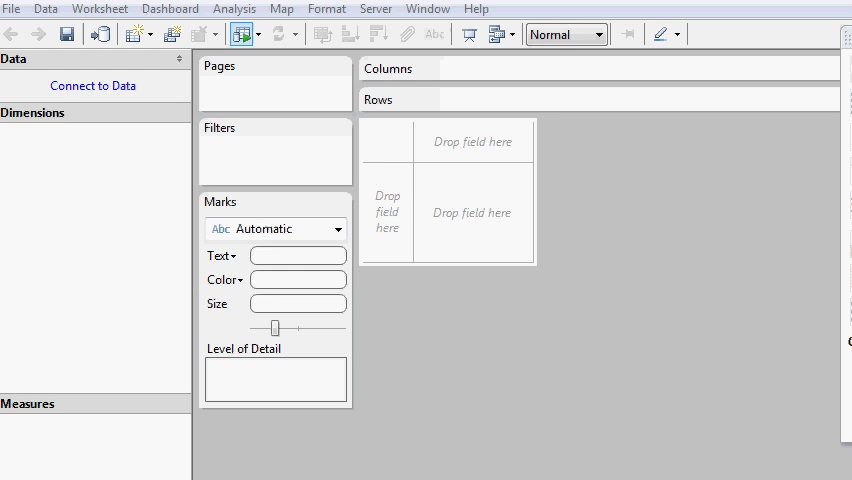 File Data Worksheet Dashboard Analysis Map Format Server Window Help
Abc Normal
Data
Connect to Data
Dimensions
Measures
Pages
Filters
Marks
Abc Automatic
Text
Color
Size
Level of Detail
Columns
Rows
Drop field here
Drop
field
here
Drop field here